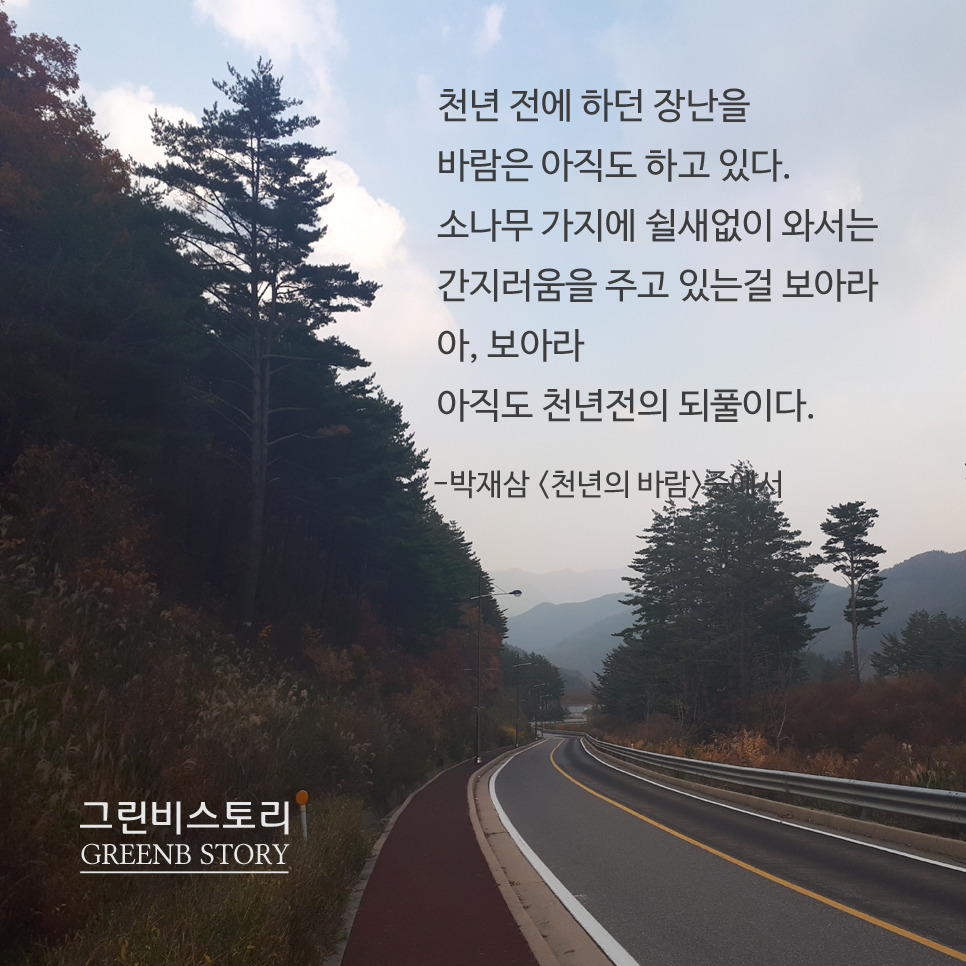 천년 전에 하던 장난을
바람은 아직도 하고 있다.
소나무 가지에 쉴새없이 와서는
간지러움을 주고 있는걸 보아라
아, 보아라
아직도 천년전의 되풀이다.
-박재삼 <천년의 바람>중에서
그린비스토리
GREENB STORY